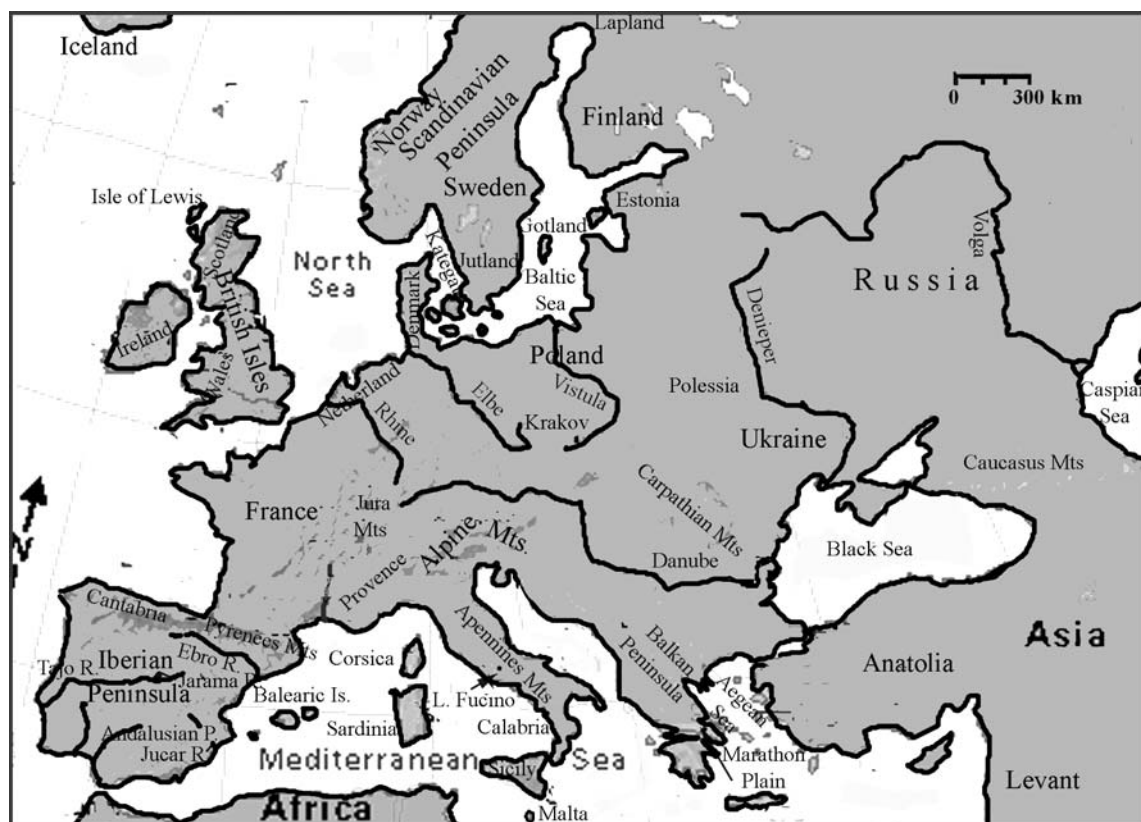 Iceland
Lapland
0 300 km
Norway
Scandinavian
Peninsula
Finland
Sweden
Isle of Lewis
Estonia
Scotland
Gotland
Volga
North
Sea
Kategat
Jutland
Baltic
Sea
Russia
British Isles
Denmark
Denieper
Ireland
Poland
Wales
Netherland
Elbe
Vistula
Polessia
Caspian
Sea
Rhine
Krakov
Ukraine
Caucasus Mts
France
Jura
Mts
Carpathian Mts
Alpine Mts.
Black Sea
Danube
N
Provence
Cantabria
Pyrenees Mts
Apennines Mts
Balkan
Peninsula
Asia
Tajo R.
Iberian
Peninsula
Ebro R.
Jarama R.
Corsica
Anatolia
Balearic Is.
L. Fucino
Aegean
Sea
Andalusian P.
Jucar R.
Sardinia
Calabria
Mediterranean Sea
Marathon
Plain
Sicily
Levant
Africa
Malta